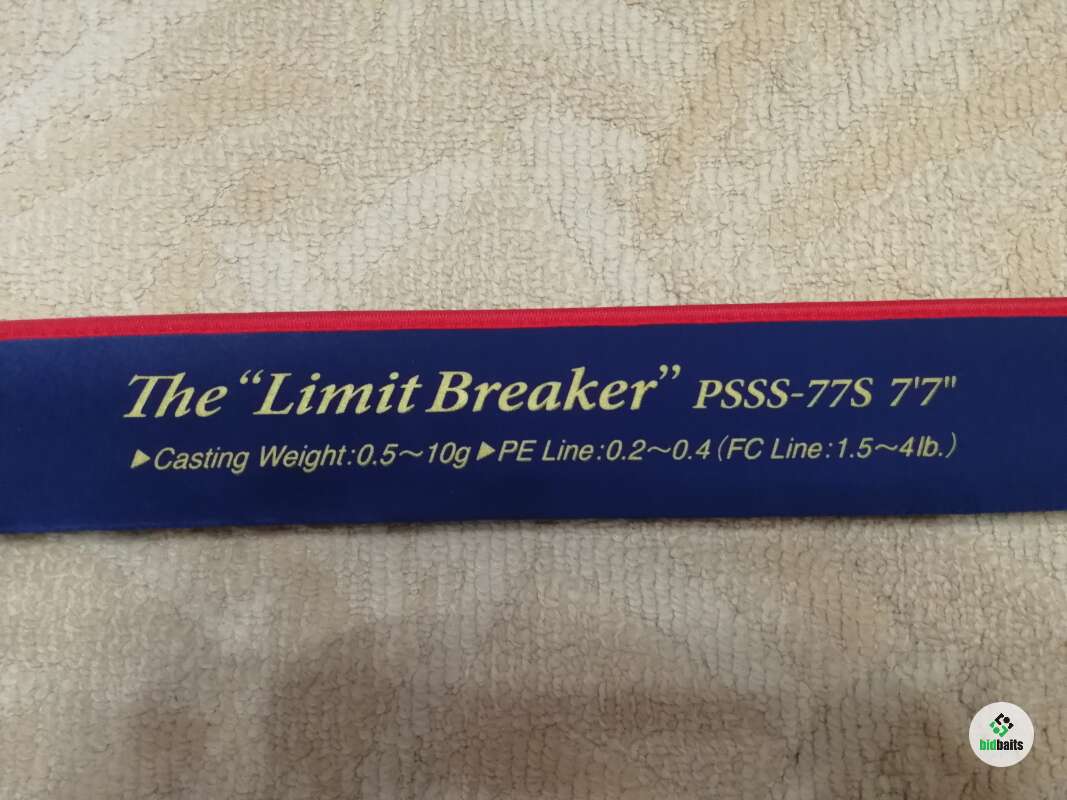 The “Limit Breaker” PSSS-77S 7'7"
▶Casting Weight:0.5～10g▶PE Line:0.2～0.4(FC Line:1.5～4lb.)
bidbaits